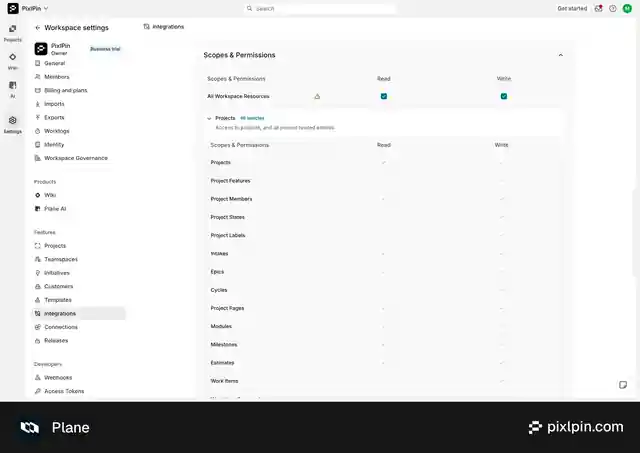 PixlPin
Search
Get started
M
Projects
Wiki
AI
Settings
Workspace settings
PixlPin
Owner
Business trial
General
Members
Billing and plans
Imports
Exports
Worklogs
Identity
Workspace Governance
Products
Wiki
Plane AI
Features
Projects
Teamspaces
Initiatives
Customers
Templates
Integrations
Connections
Releases
Developers
Webhooks
Access Tokens
Integrations
Scopes & Permissions
Scopes & Permissions Read Write
All Workspace Resources
Projects
Access to projects, and all project related entities
Scopes & Permissions Read Write
Projects
Project Features
Project Members
Project States
Project Labels
Intakes
Epics
Cycles
Project Pages
Modules
Milestones
Estimates
Work Items
Plane
pixlpin.com